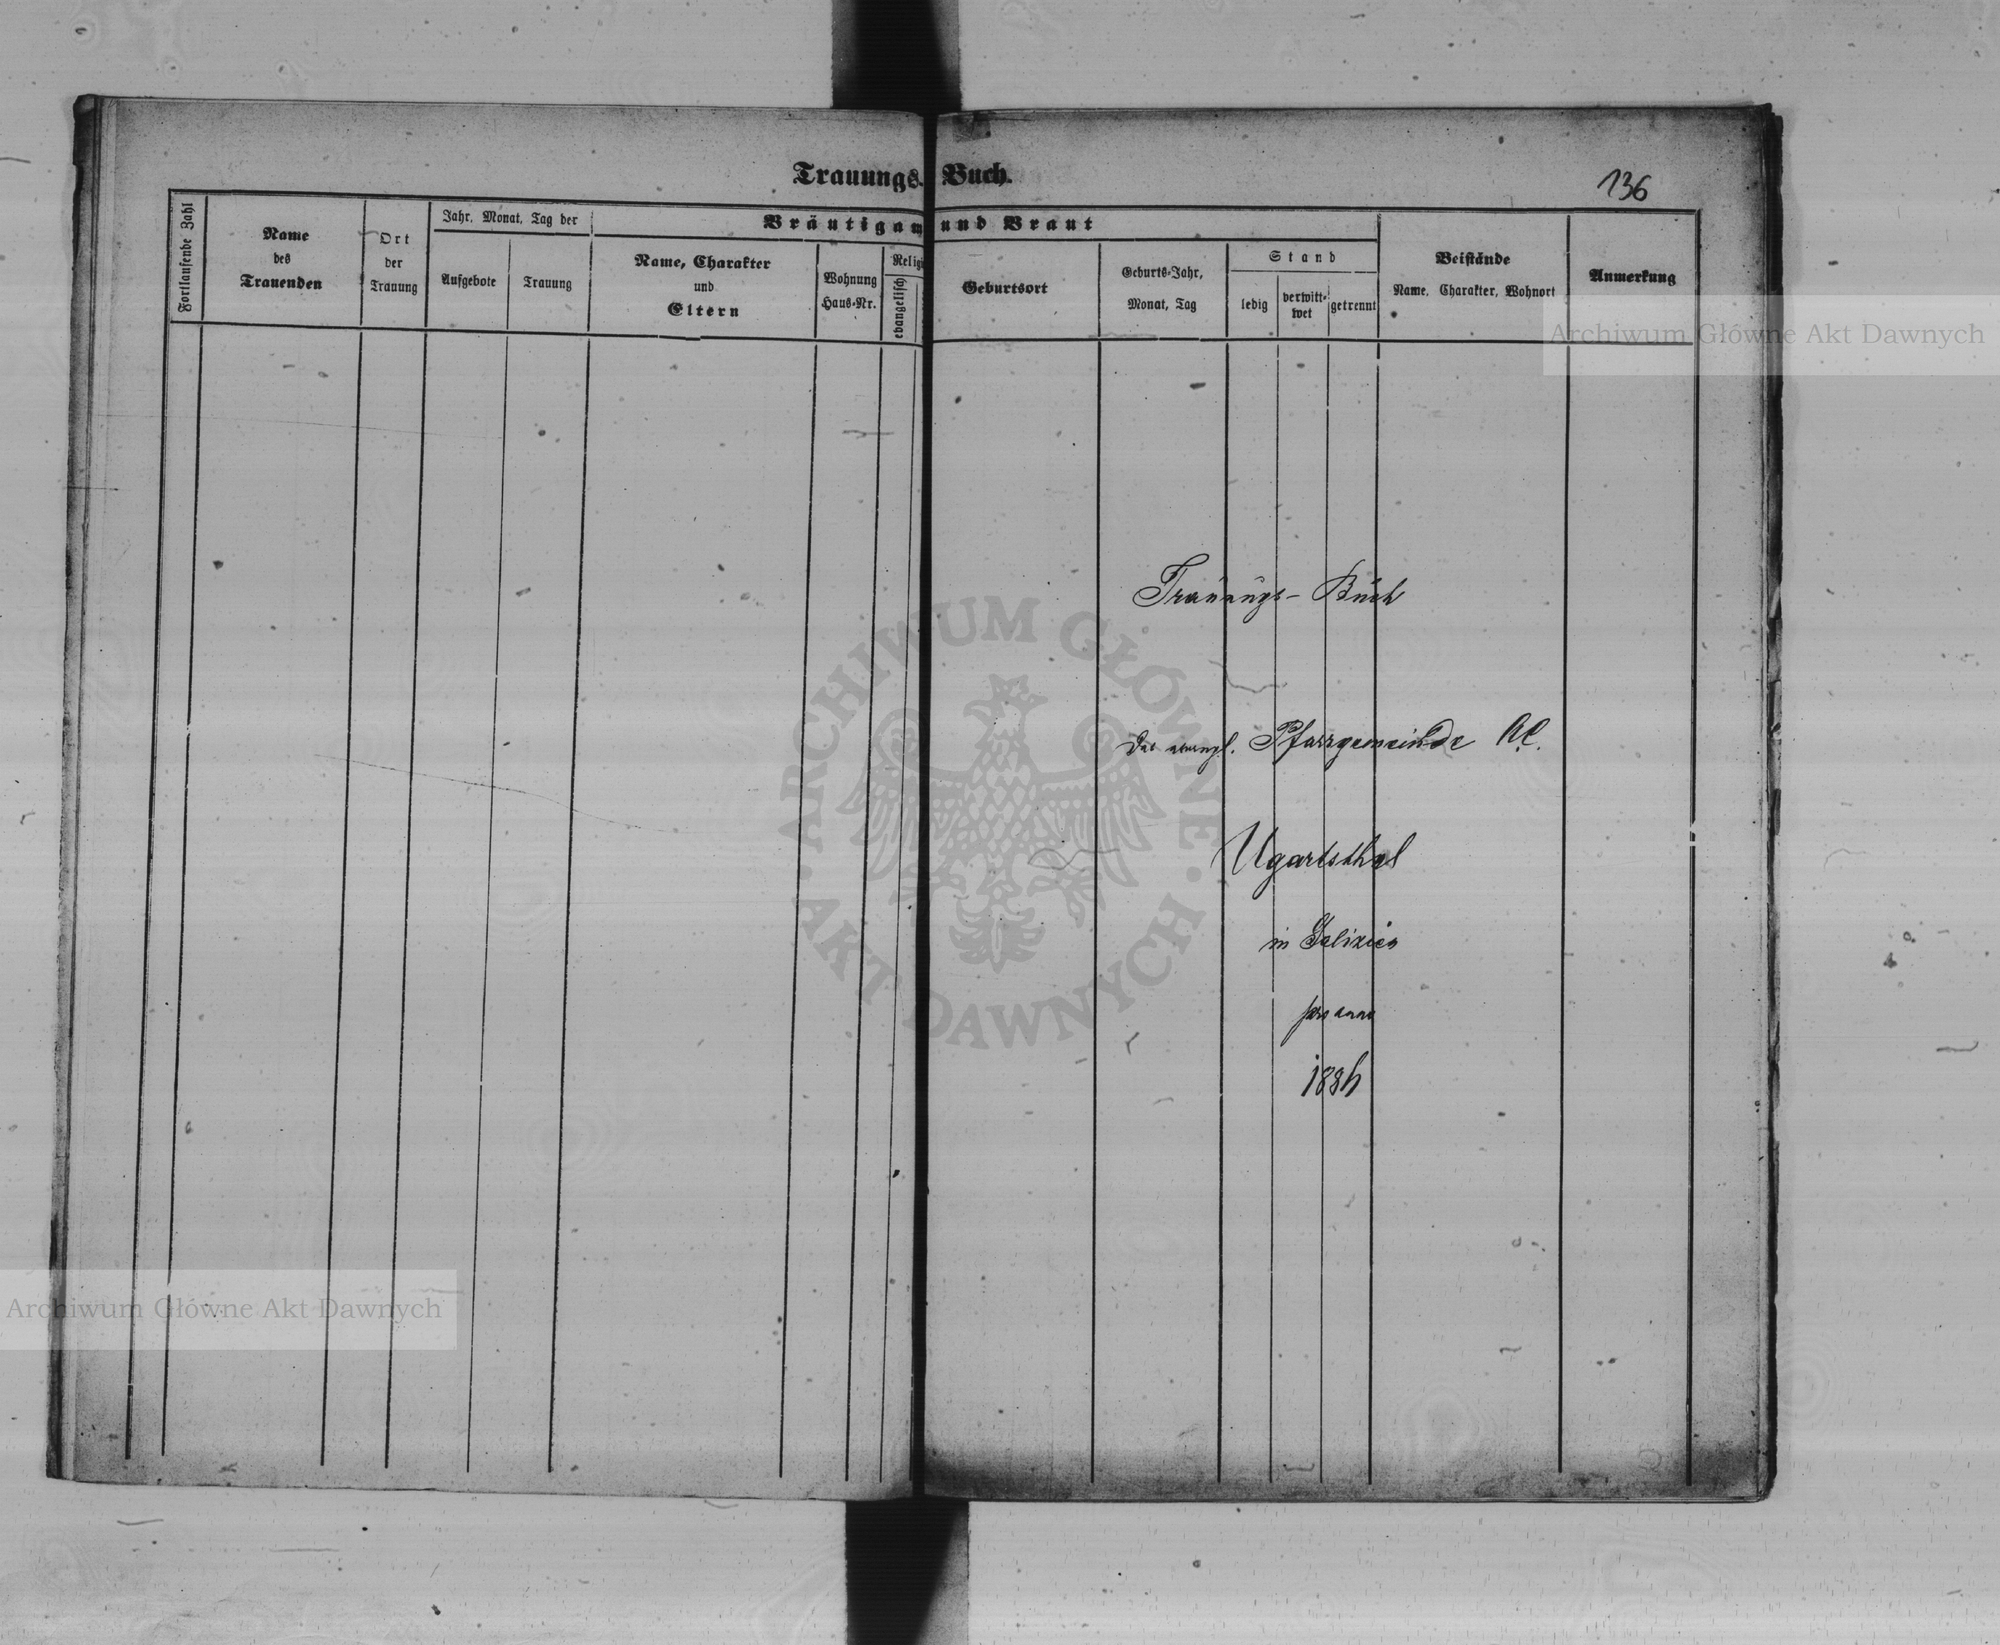 Trauungs-Buch.
136
Fortlaufende Zahl
Name
des
Trauenden
Ort
der
Trauung
Jahr, Monat, Tag der
Aufgebote
Trauung
Bräutigam und Braut
Name, Charakter
und
Eltern
Wohnung
Haus-Nr.
Religi
evangelisch
Geburtsort
Geburts-Jahr,
Monat, Tag
Stand
ledig
verwitt-
wet
getrennt
Beistände
Name, Charakter, Wohnort
Anmerkung
Archiwum Główne Akt Dawnych
Trauungs- Buch
der evangl. Pfarrgemeinde A.C.
Ugartsthal
in Galizien
pro anno
ARCHIWUM GŁÓWNE · AKT DAWNYCH ·
Archiwum Główne Akt Dawnych